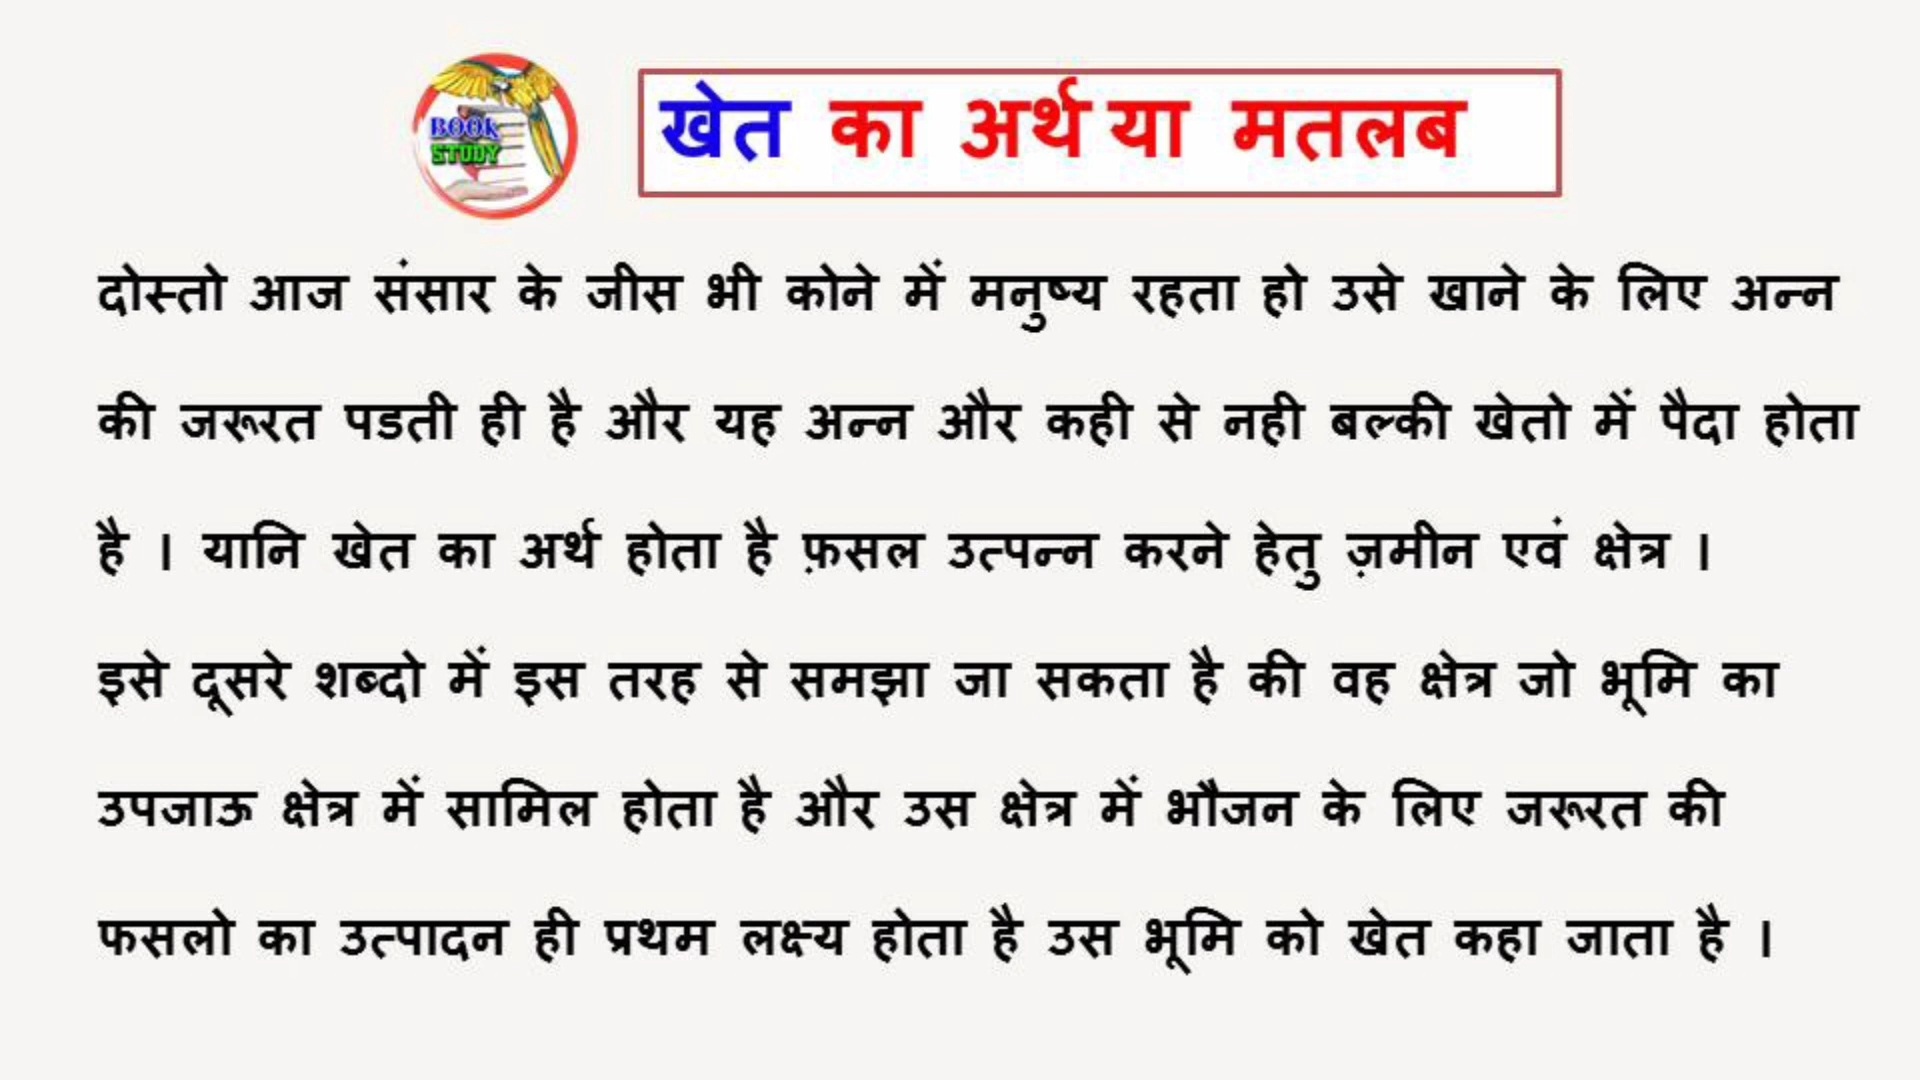 BOOK
STUDY
खेत का अर्थ या मतलब
दोस्तो आज संसार के जीस भी कोने में मनुष्य रहता हो उसे खाने के लिए अन्न
की जरूरत पडती ही है और यह अन्न और कही से नही बल्की खेतो में पैदा होता
है । यानि खेत का अर्थ होता है फ़सल उत्पन्न करने हेतु ज़मीन एवं क्षेत्र ।
इसे दूसरे शब्दो में इस तरह से समझा जा सकता है की वह क्षेत्र जो भूमि का
उपजाऊ क्षेत्र में सामिल होता है और उस क्षेत्र में भौजन के लिए जरूरत की
फसलो का उत्पादन ही प्रथम लक्ष्य होता है उस भूमि को खेत कहा जाता है ।